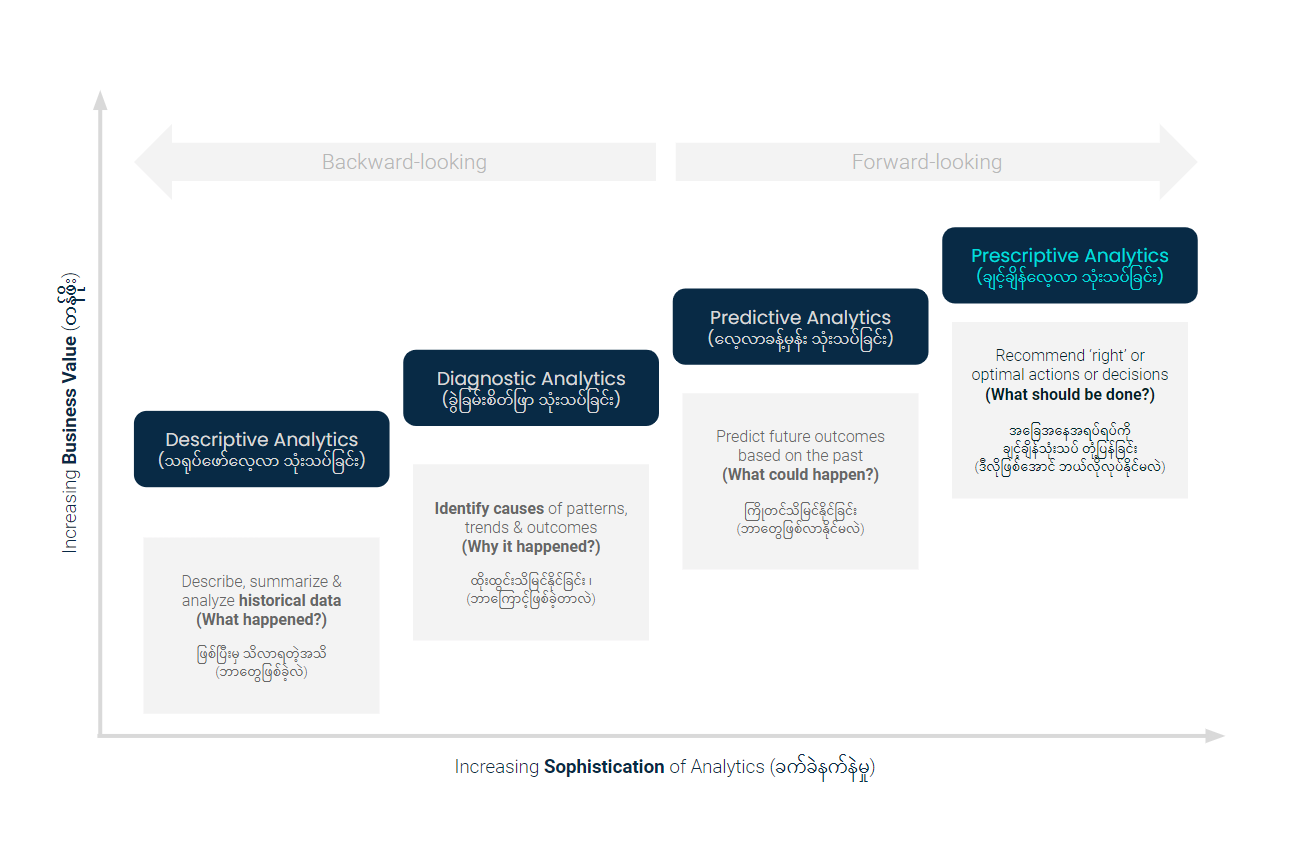 Backward-looking
Forward-looking
Prescriptive Analytics
(ချင့်ချိန်လေ့လာ သုံးသပ်ခြင်း)
Recommend ‘right’ or
optimal actions or decisions
(What should be done?)
အခြေအနေအရပ်ရပ်ကို
ချင့်ချိန်သုံးသပ် တုံ့ပြန်ခြင်း
(ဒီလိုဖြစ်အောင် ဘယ်လိုလုပ်နိုင်မလဲ)
Predictive Analytics
(လေ့လာခန့်မှန်း သုံးသပ်ခြင်း)
Predict future outcomes
based on the past
(What could happen?)
ကြိုတင်သိမြင်နိုင်ခြင်း
(ဘာတွေဖြစ်လာနိုင်မလဲ)
Diagnostic Analytics
(ခွဲခြမ်းစိတ်ဖြာ သုံးသပ်ခြင်း)
Identify causes of patterns,
trends & outcomes
(Why it happened?)
ထိုးထွင်းသိမြင်နိုင်ခြင်း ၊
(ဘာကြောင့်ဖြစ်ခဲ့တာလဲ)
Descriptive Analytics
(သရုပ်ဖော်လေ့လာ သုံးသပ်ခြင်း)
Describe, summarize &
analyze historical data
(What happened?)
ဖြစ်ပြီးမှ သိလာရတဲ့အသိ
(ဘာတွေဖြစ်ခဲ့လဲ)
Increasing Business Value (တန်ဖိုး)
Increasing Sophistication of Analytics (ခက်ခဲနက်နဲမှု)